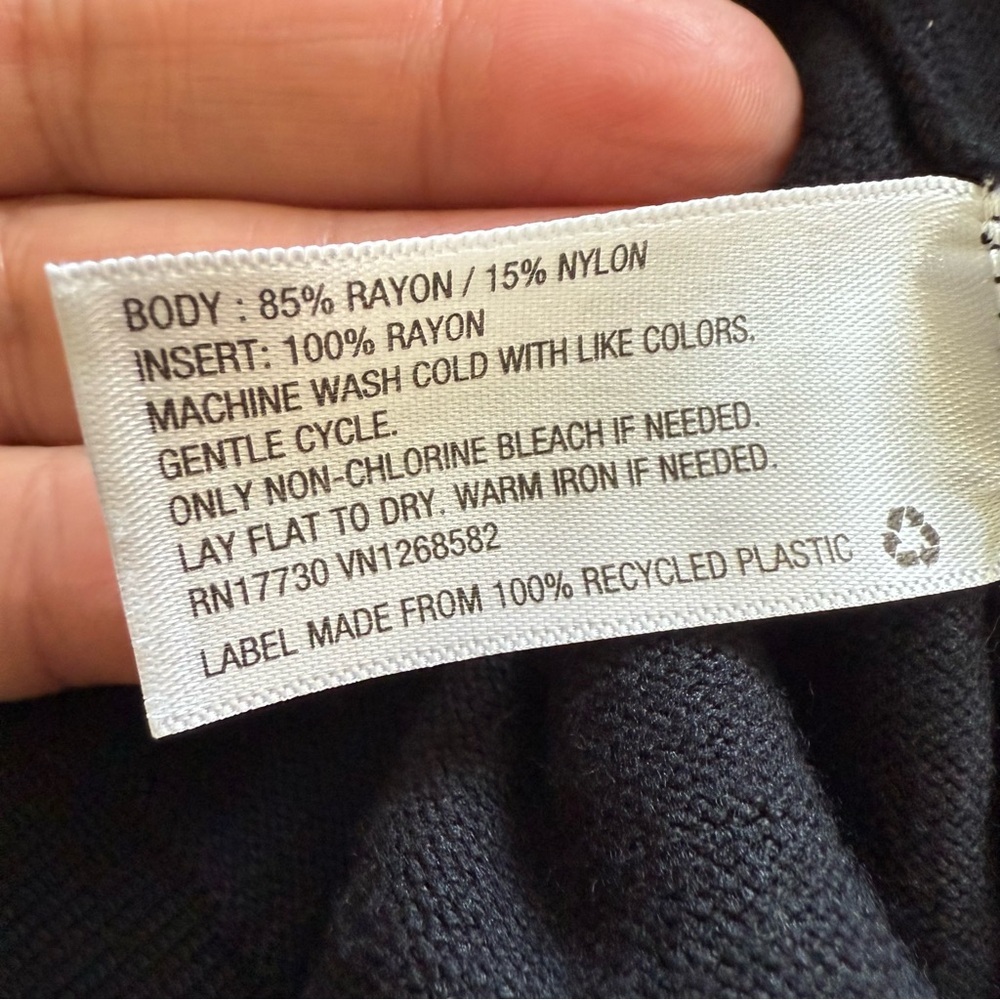 BODY : 85% RAYON / 15% NYLON
INSERT: 100% RAYON
MACHINE WASH COLD WITH LIKE COLORS.
GENTLE CYCLE.
ONLY NON-CHLORINE BLEACH IF NEEDED.
LAY FLAT TO DRY. WARM IRON IF NEEDED.
RN17730 VN1268582
LABEL MADE FROM 100% RECYCLED PLASTIC